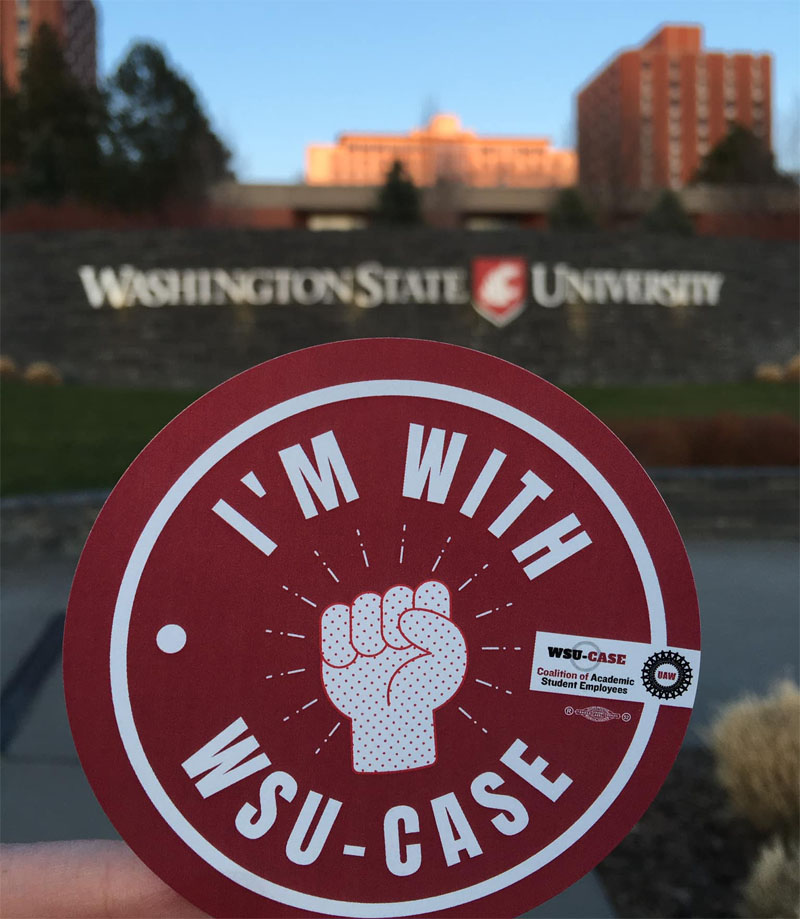 WASHINGTON STATE UNIVERSITY
I'M WITH
WSU-CASE
WSU-CASE
Coalition of Academic
Student Employees
UAW